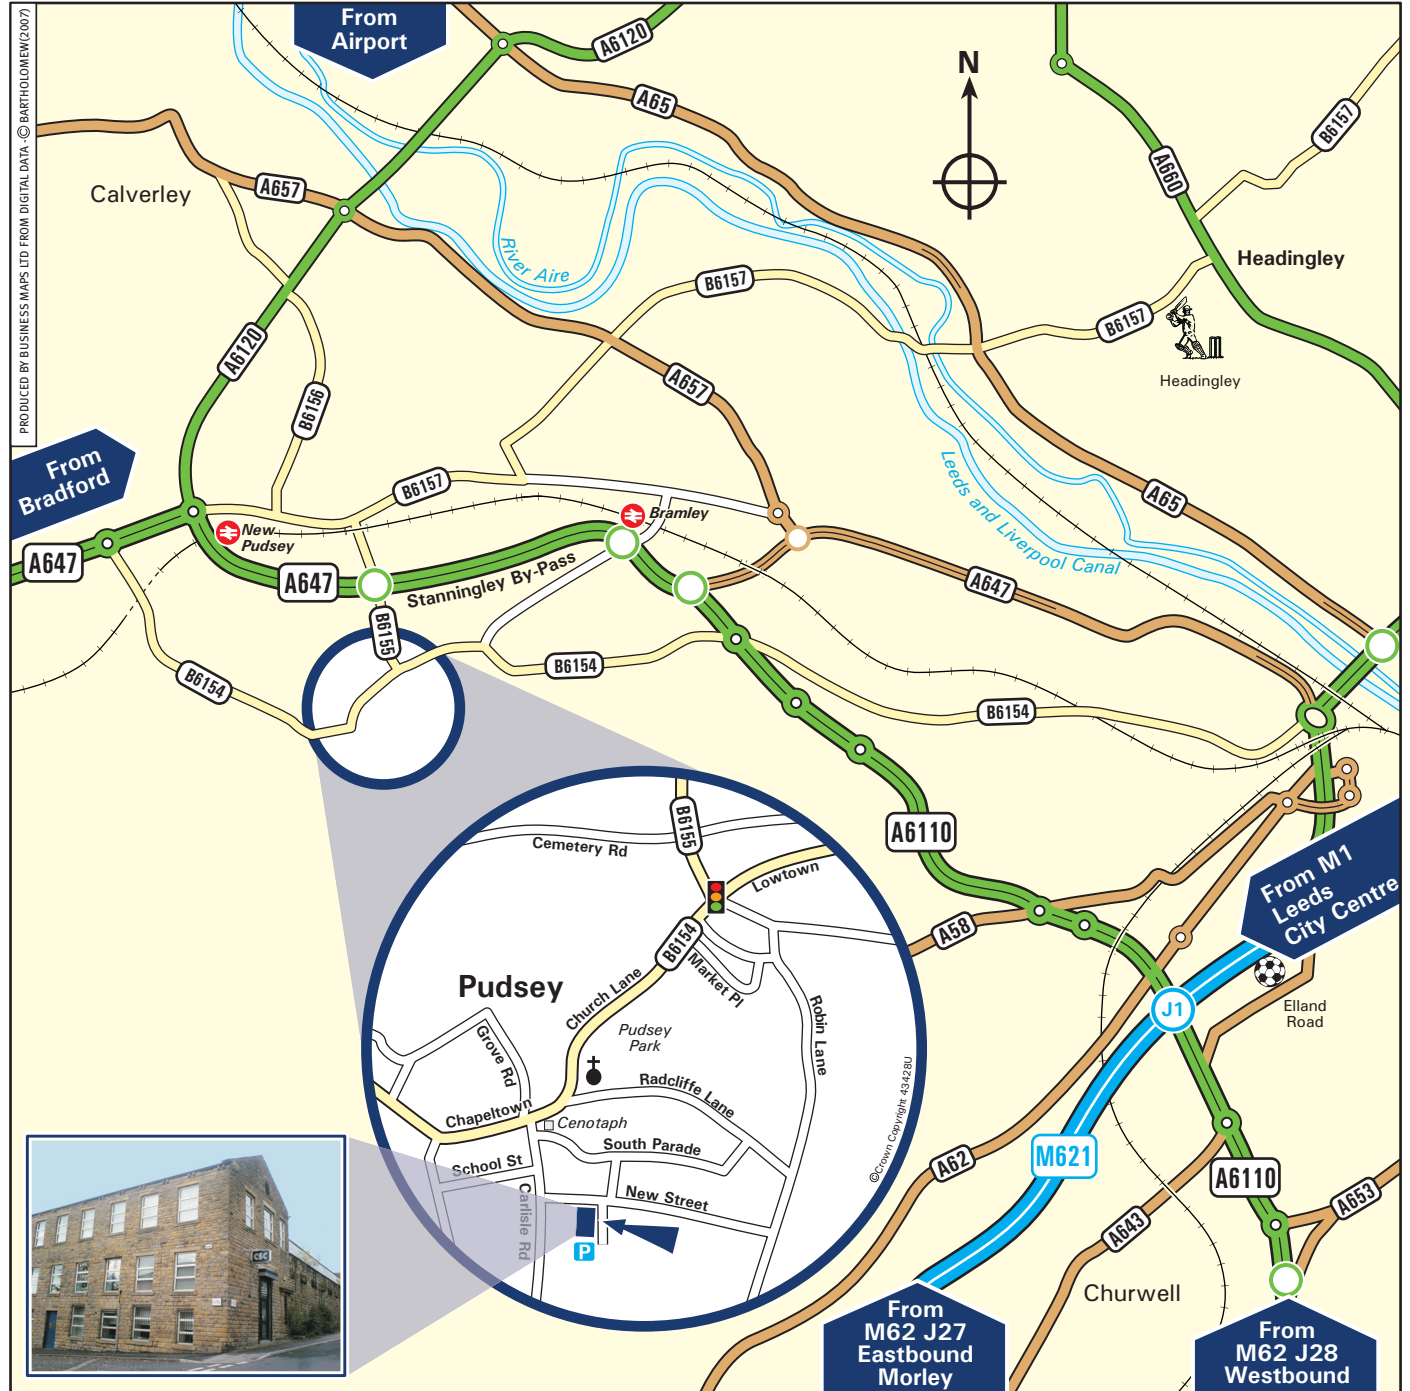 PRODUCED BY BUSINESS MAPS LTD FROM DIGITAL DATA - © BARTHOLOMEW(2007)
From
Airport
A6120
A65
N
B6157
A660
Calverley
A657
River Aire
Headingley
B6157
B6157
Headingley
A6120
B6156
A657
From
Bradford
B6157
Leeds and Liverpool Canal
A65
Bramley
New
Pudsey
A647
A647
Stanningley By-Pass
A647
B6155
B6154
B6154
B6154
A6110
B6155
Cemetery Rd
Lowtown
From M1
Leeds
City Centre
A58
B6154
Market Pl
Pudsey
Church Lane
Robin Lane
J1
Elland
Road
Pudsey
Park
Grove Rd
Radcliffe Lane
Chapeltown
Cenotaph
South Parade
School St
Carlisle Rd
New Street
P
©Crown Copyright 43428U
A62
M621
A6110
A653
A643
CSC
Churwell
From
M62 J27
Eastbound
Morley
From
M62 J28
Westbound